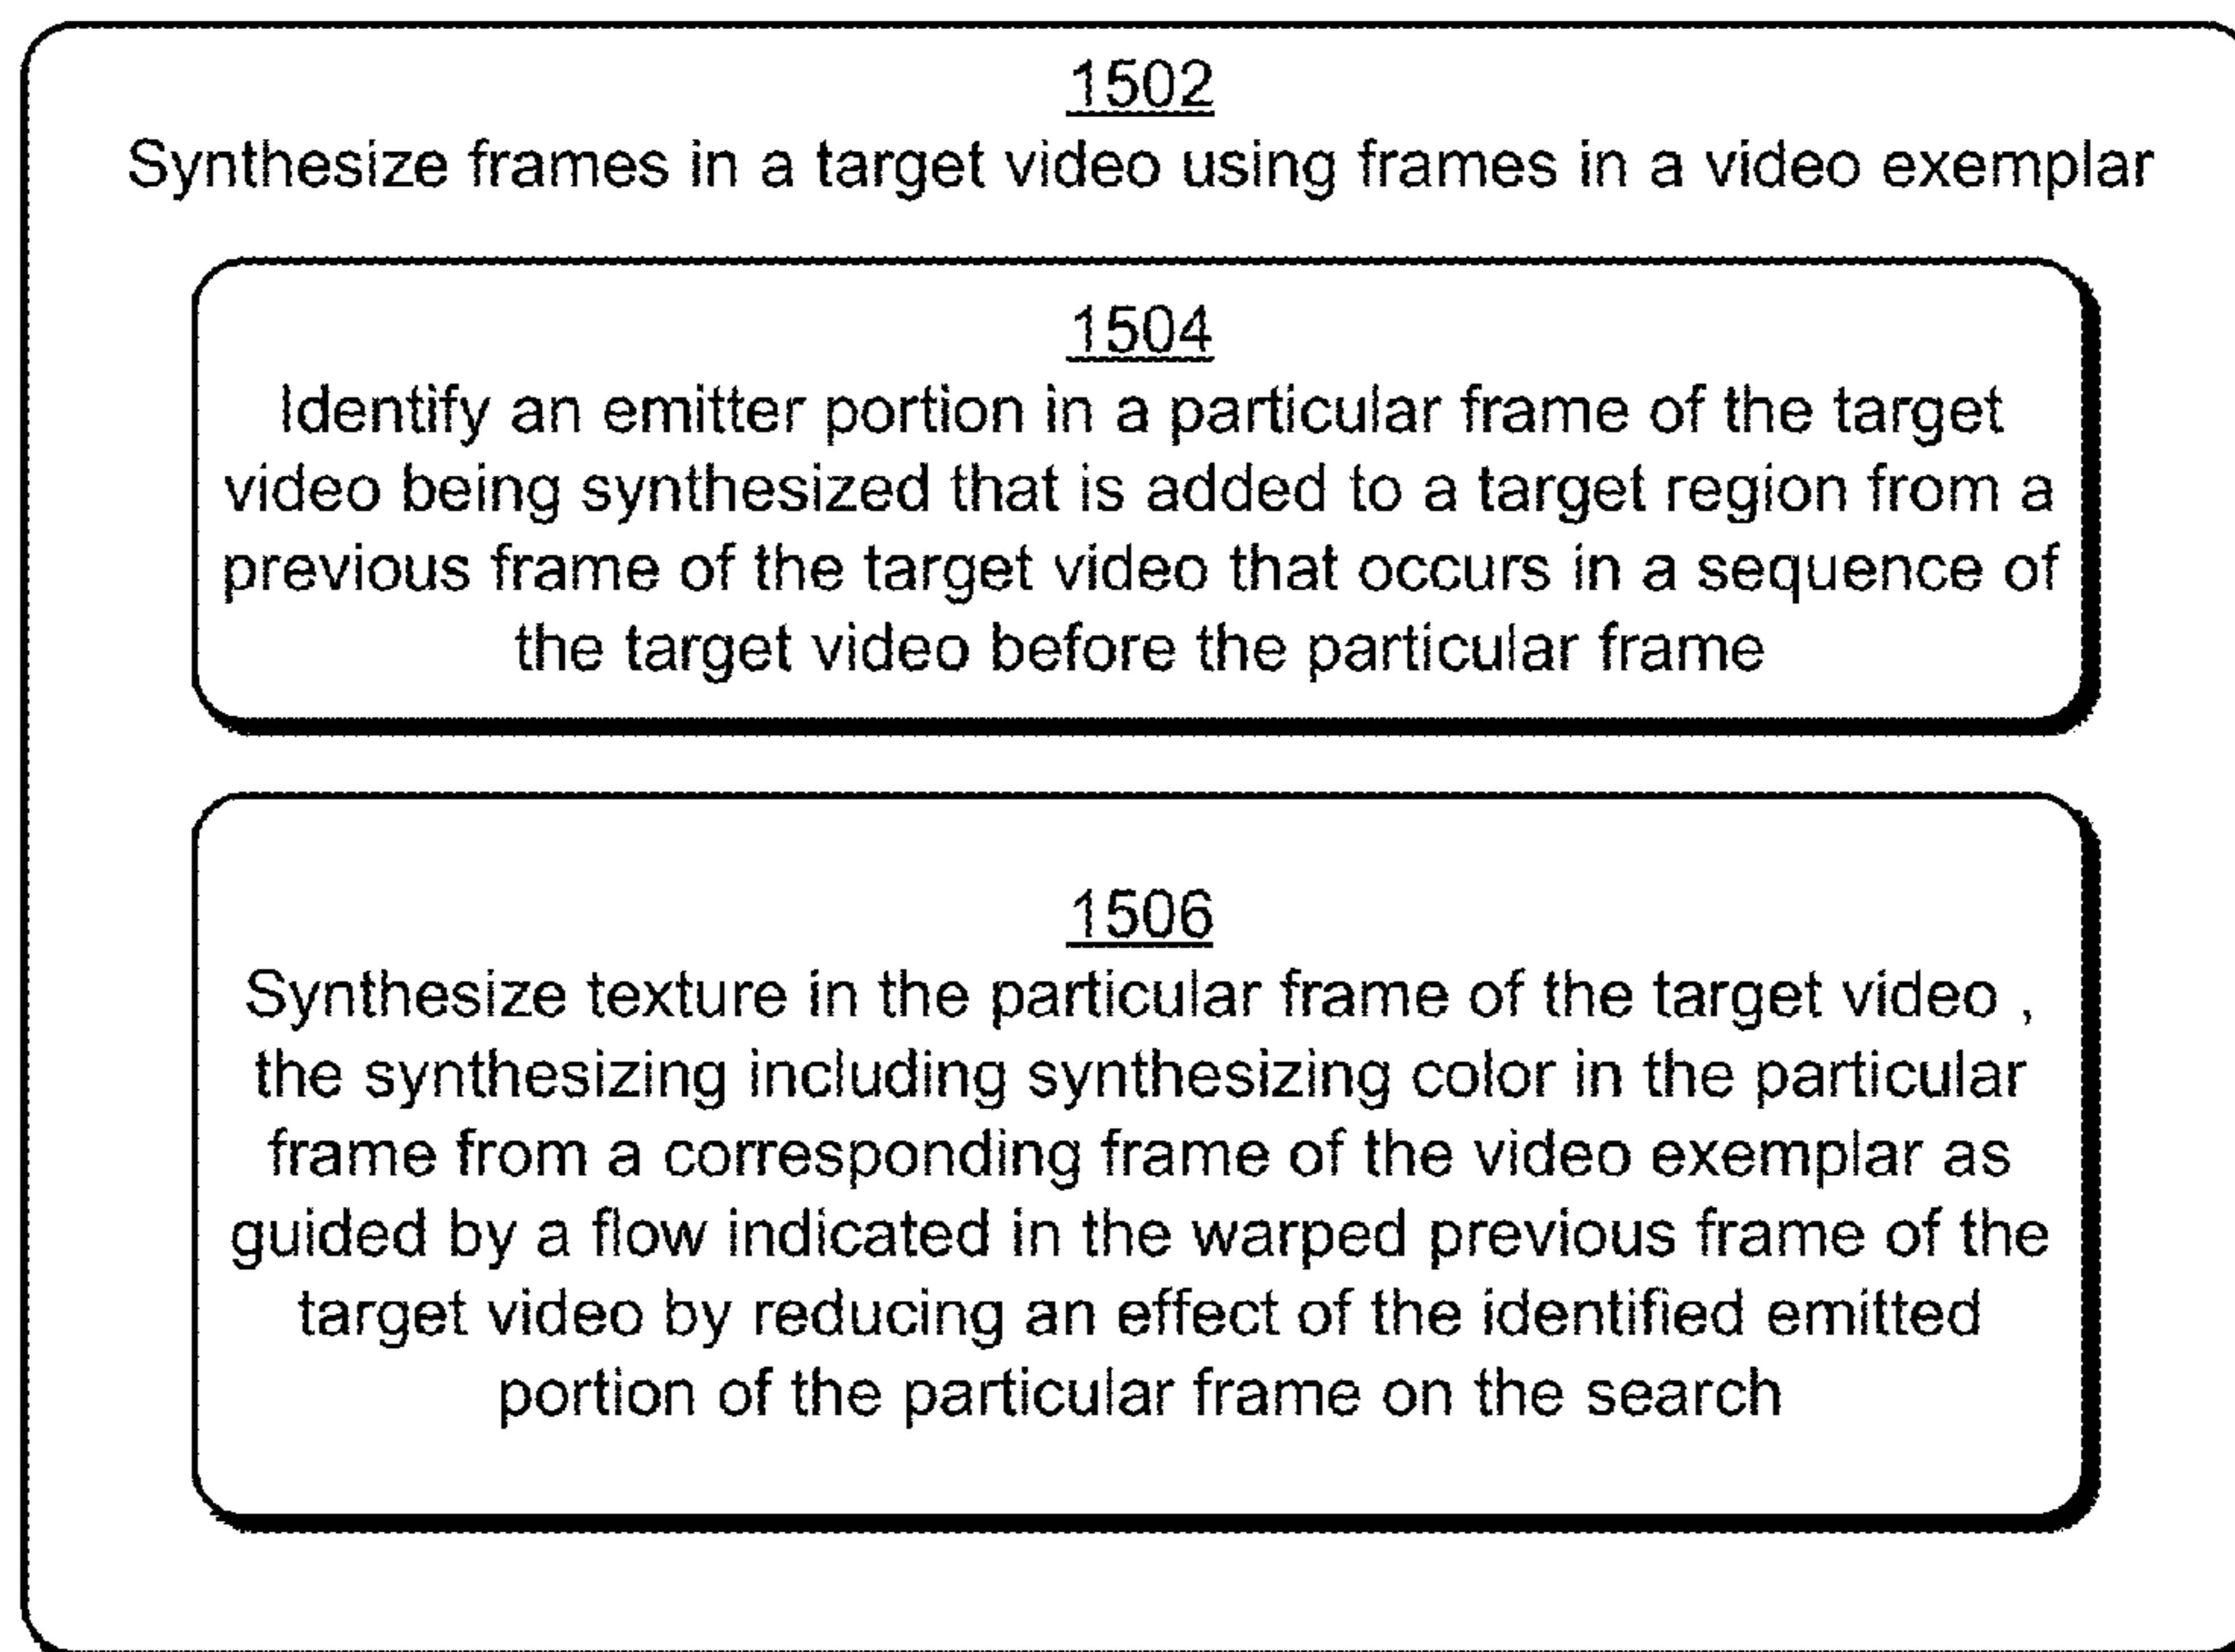 1502
Synthesize frames in a target video using frames in a video exemplar
1504
Identify an emitter portion in a particular frame of the target
video being synthesized that is added to a target region from a
previous frame of the target video that occurs in a sequence of
the target video before the particular frame
1506
Synthesize texture in the particular frame of the target video ,
the synthesizing including synthesizing color in the particular
frame from a corresponding frame of the video exemplar as
guided by a flow indicated in the warped previous frame of the
target video by reducing an effect of the identified emitted
portion of the particular frame on the search